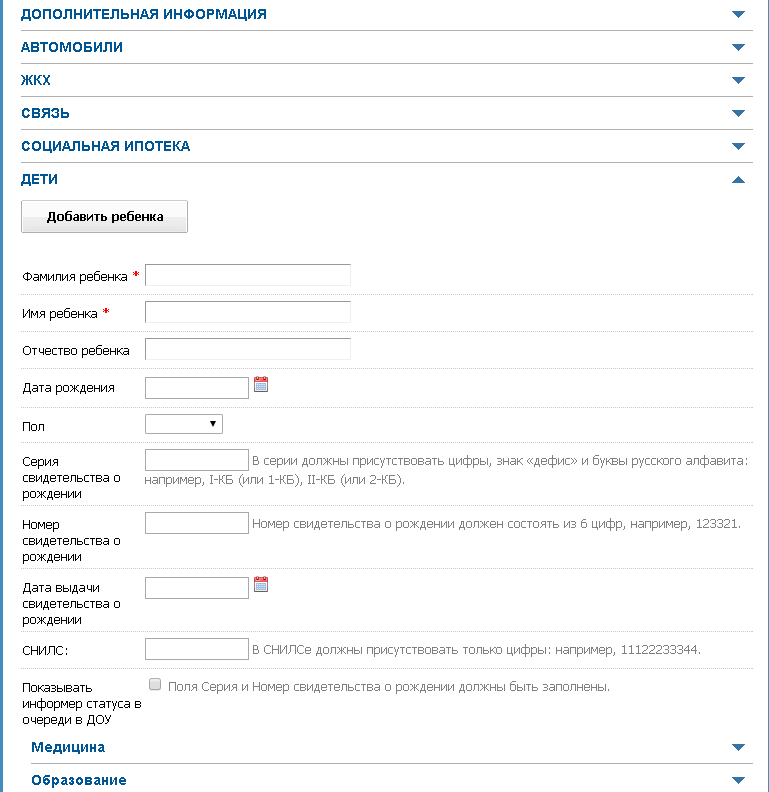 ДОПОЛНИТЕЛЬНАЯ ИНФОРМАЦИЯ
АВТОМОБИЛИ
ЖКХ
СВЯЗЬ
СОЦИАЛЬНАЯ ИПОТЕКА
ДЕТИ
Добавить ребенка
Фамилия ребенка *
Имя ребенка *
Отчество ребенка
Дата рождения
Пол
Серия
свидетельства о
рождении
В серии должны присутствовать цифры, знак «дефис» и буквы русского алфавита:
например, I-КБ (или 1-КБ), II-КБ (или 2-КБ).
Номер
свидетельства о
рождении
Номер свидетельства о рождении должен состоять из 6 цифр, например, 123321.
Дата выдачи
свидетельства о
рождении
СНИЛС:
В СНИЛСе должны присутствовать только цифры: например, 11122233344.
Показывать
информер статуса в
очереди в ДОУ
Поля Серия и Номер свидетельства о рождении должны быть заполнены.
Медицина
Образование